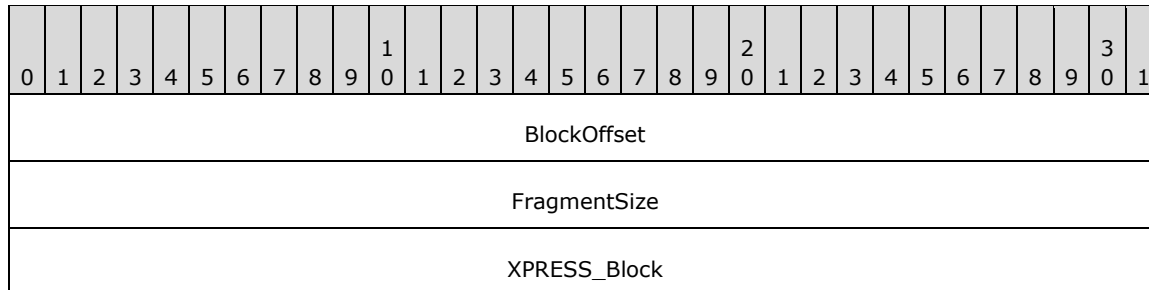 1 2 3
0 1 2 3 4 5 6 7 8 9 0 1 2 3 4 5 6 7 8 9 0 1 2 3 4 5 6 7 8 9 0 1
BlockOffset
FragmentSize
XPRESS_Block